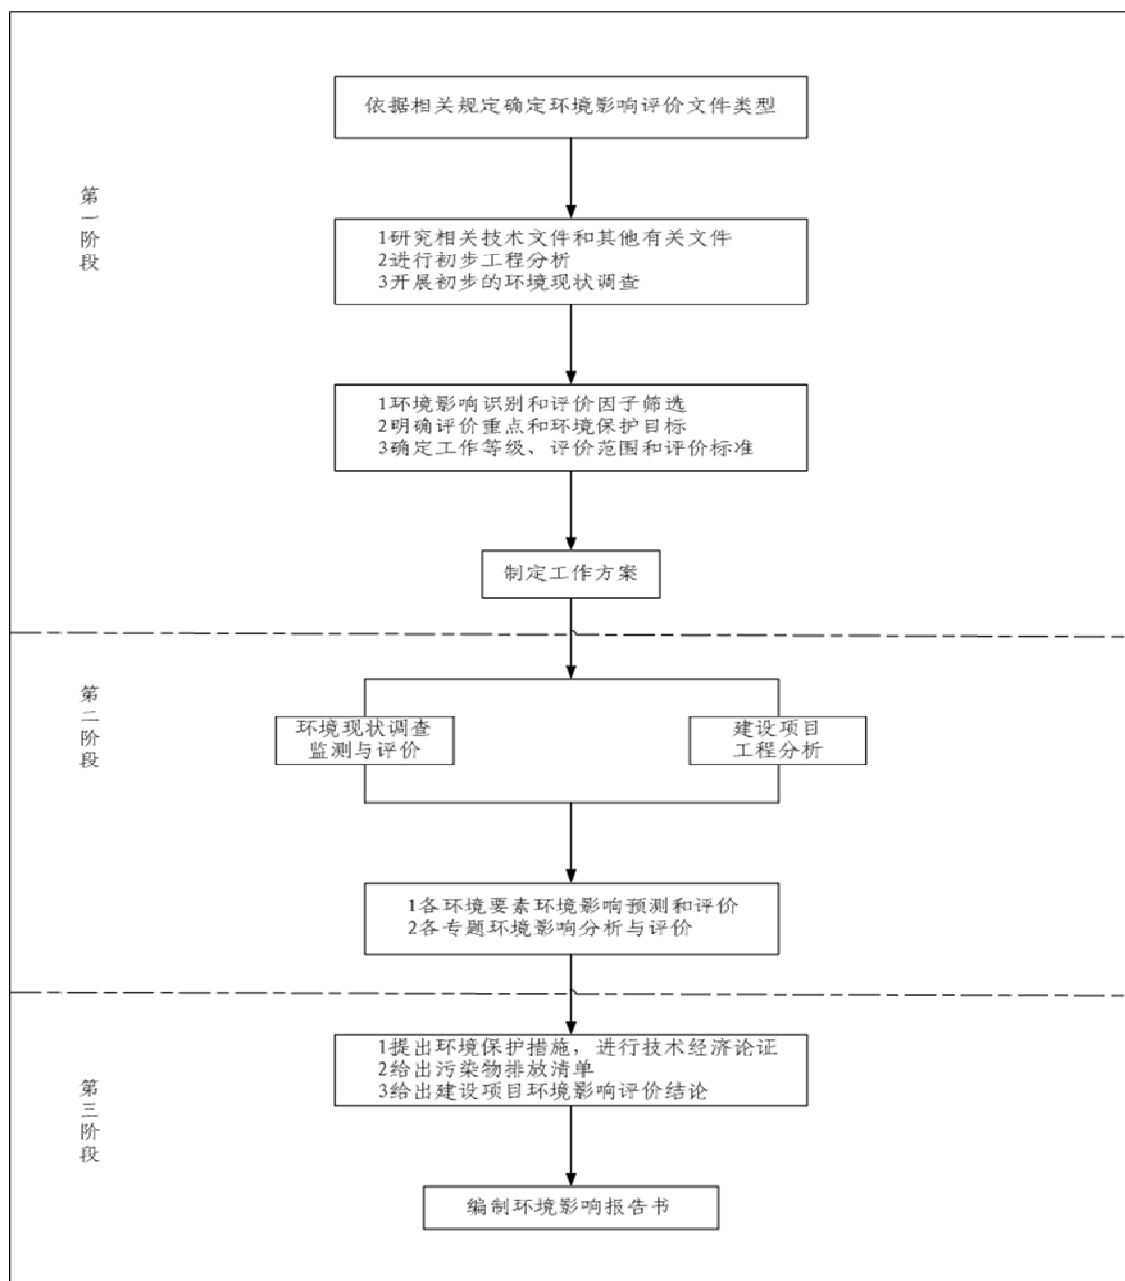 依据相关规定确定环境影响评价文件类型
第一阶段
1研究相关技术文件和其他有关文件
2进行初步工程分析
3开展初步的环境现状调查
1环境影响识别和评价因子筛选
2明确评价重点和环境保护目标
3确定工作等级、评价范围和评价标准
制定工作方案
第二阶段
环境现状调查
监测与评价
建设项目
工程分析
1各环境要素环境影响预测和评价
2各专题环境影响分析与评价
第三阶段
1提出环境保护措施，进行技术经济论证
2给出污染物排放清单
3给出建设项目环境影响评价结论
编制环境影响报告书